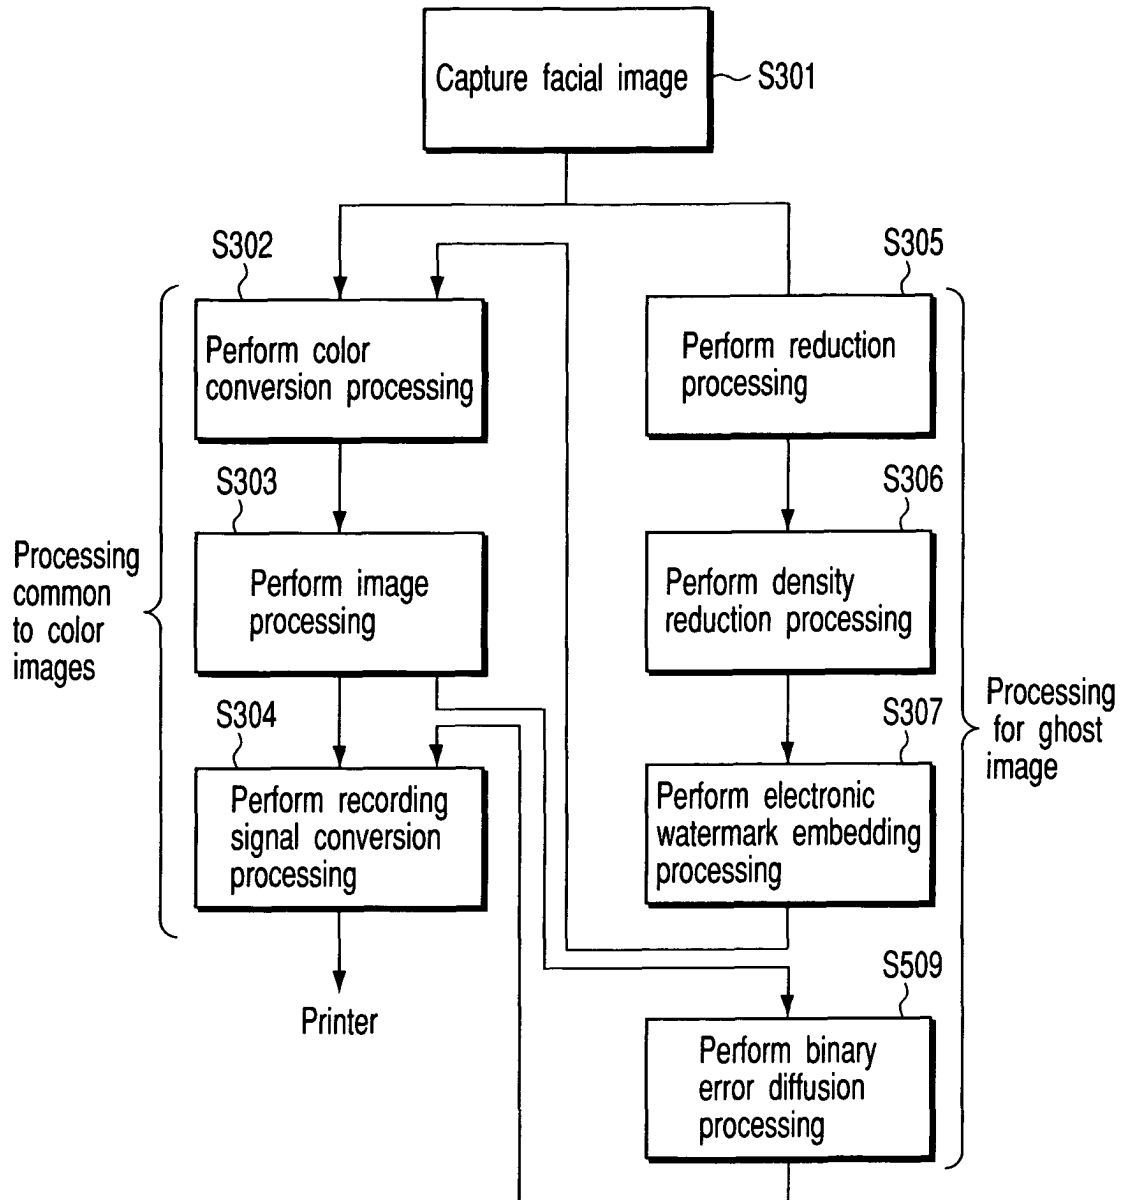 Capture facial image
S301
S302
Perform color
conversion processing
S303
Perform image
processing
S304
Perform recording
signal conversion
processing
Printer
Processing
common
to color
images
S305
Perform reduction
processing
S306
Perform density
reduction processing
S307
Perform electronic
watermark embedding
processing
S509
Perform binary
error diffusion
processing
Processing
for ghost
image